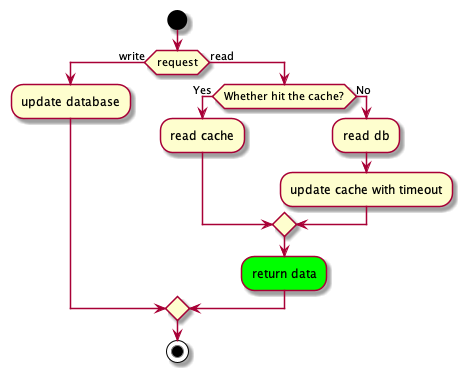 write
request
read
update database
Yes
Whether hit the cache?
No
read cache
read db
update cache with timeout
return data